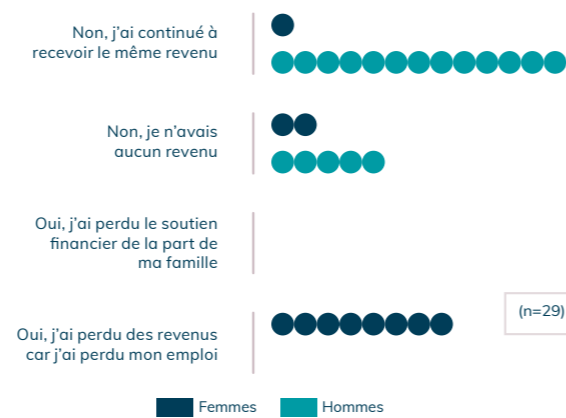 Non, j’ai continué à
recevoir le même revenu
Non, je n’avais
aucun revenu
Oui, j’ai perdu le soutien
financier de la part de
ma famille
(n=29)
Oui, j’ai perdu des revenus
car j’ai perdu mon emploi
Femmes
Hommes